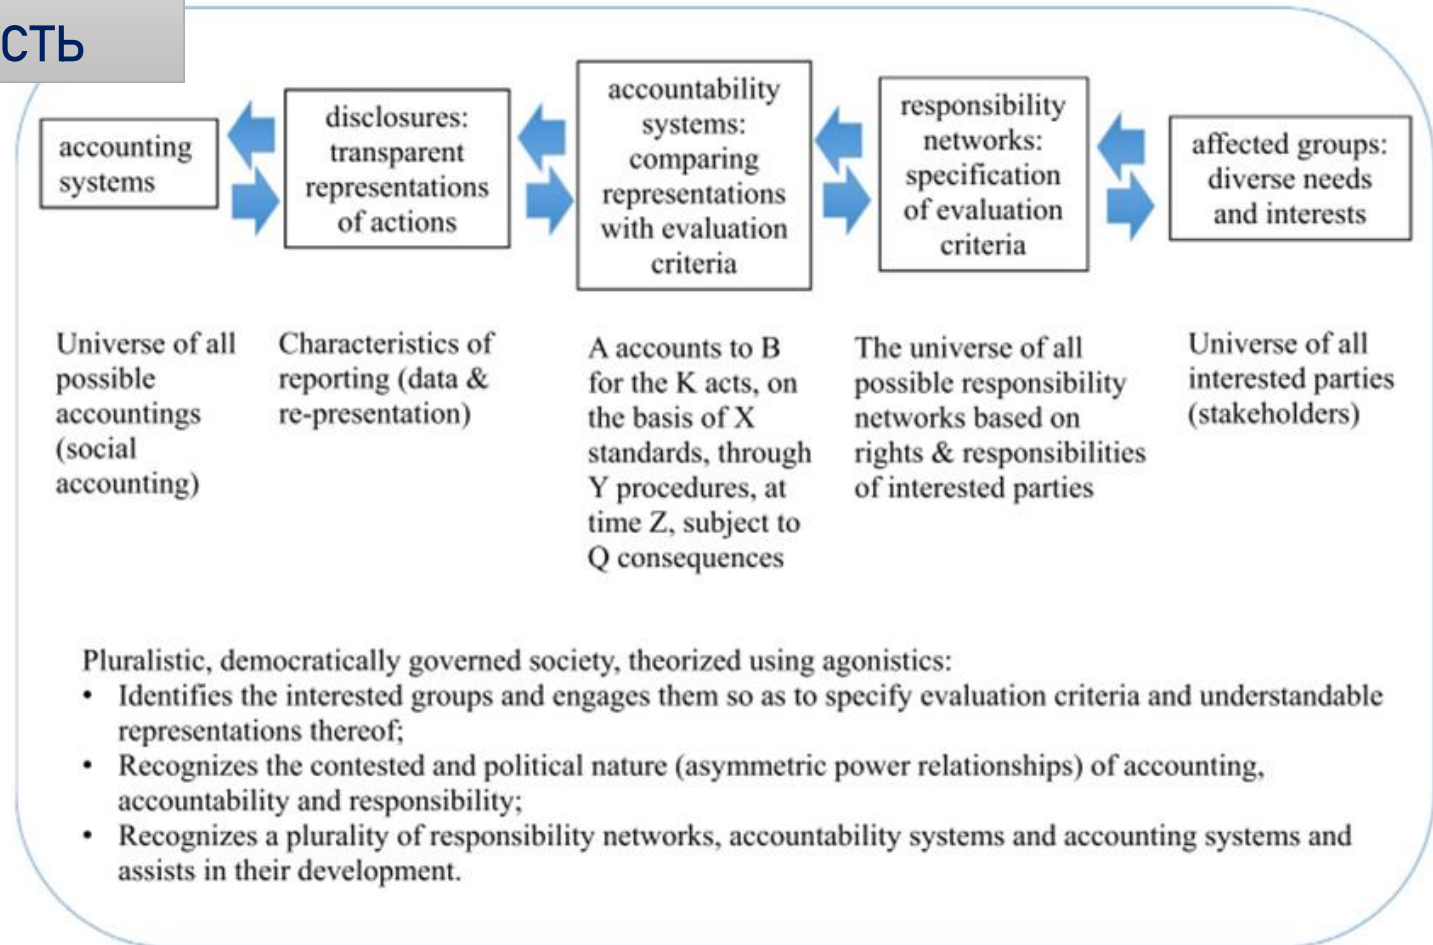 СТЬ
accounting
systems
disclosures:
transparent
representations
of actions
accountability
systems:
comparing
representations
with evaluation
criteria
responsibility
networks:
specification
of evaluation
criteria
affected groups:
diverse needs
and interests
Universe of all
possible
accountings
(social
accounting)
Characteristics of
reporting (data &
re-presentation)
A accounts to B
for the K acts, on
the basis of X
standards, through
Y procedures, at
time Z, subject to
Q consequences
The universe of all
possible responsibility
networks based on
rights & responsibilities
of interested parties
Universe of all
interested parties
(stakeholders)
Pluralistic, democratically governed society, theorized using agonistics:
• Identifies the interested groups and engages them so as to specify evaluation criteria and understandable
representations thereof;
• Recognizes the contested and political nature (asymmetric power relationships) of accounting,
accountability and responsibility;
• Recognizes a plurality of responsibility networks, accountability systems and accounting systems and
assists in their development.